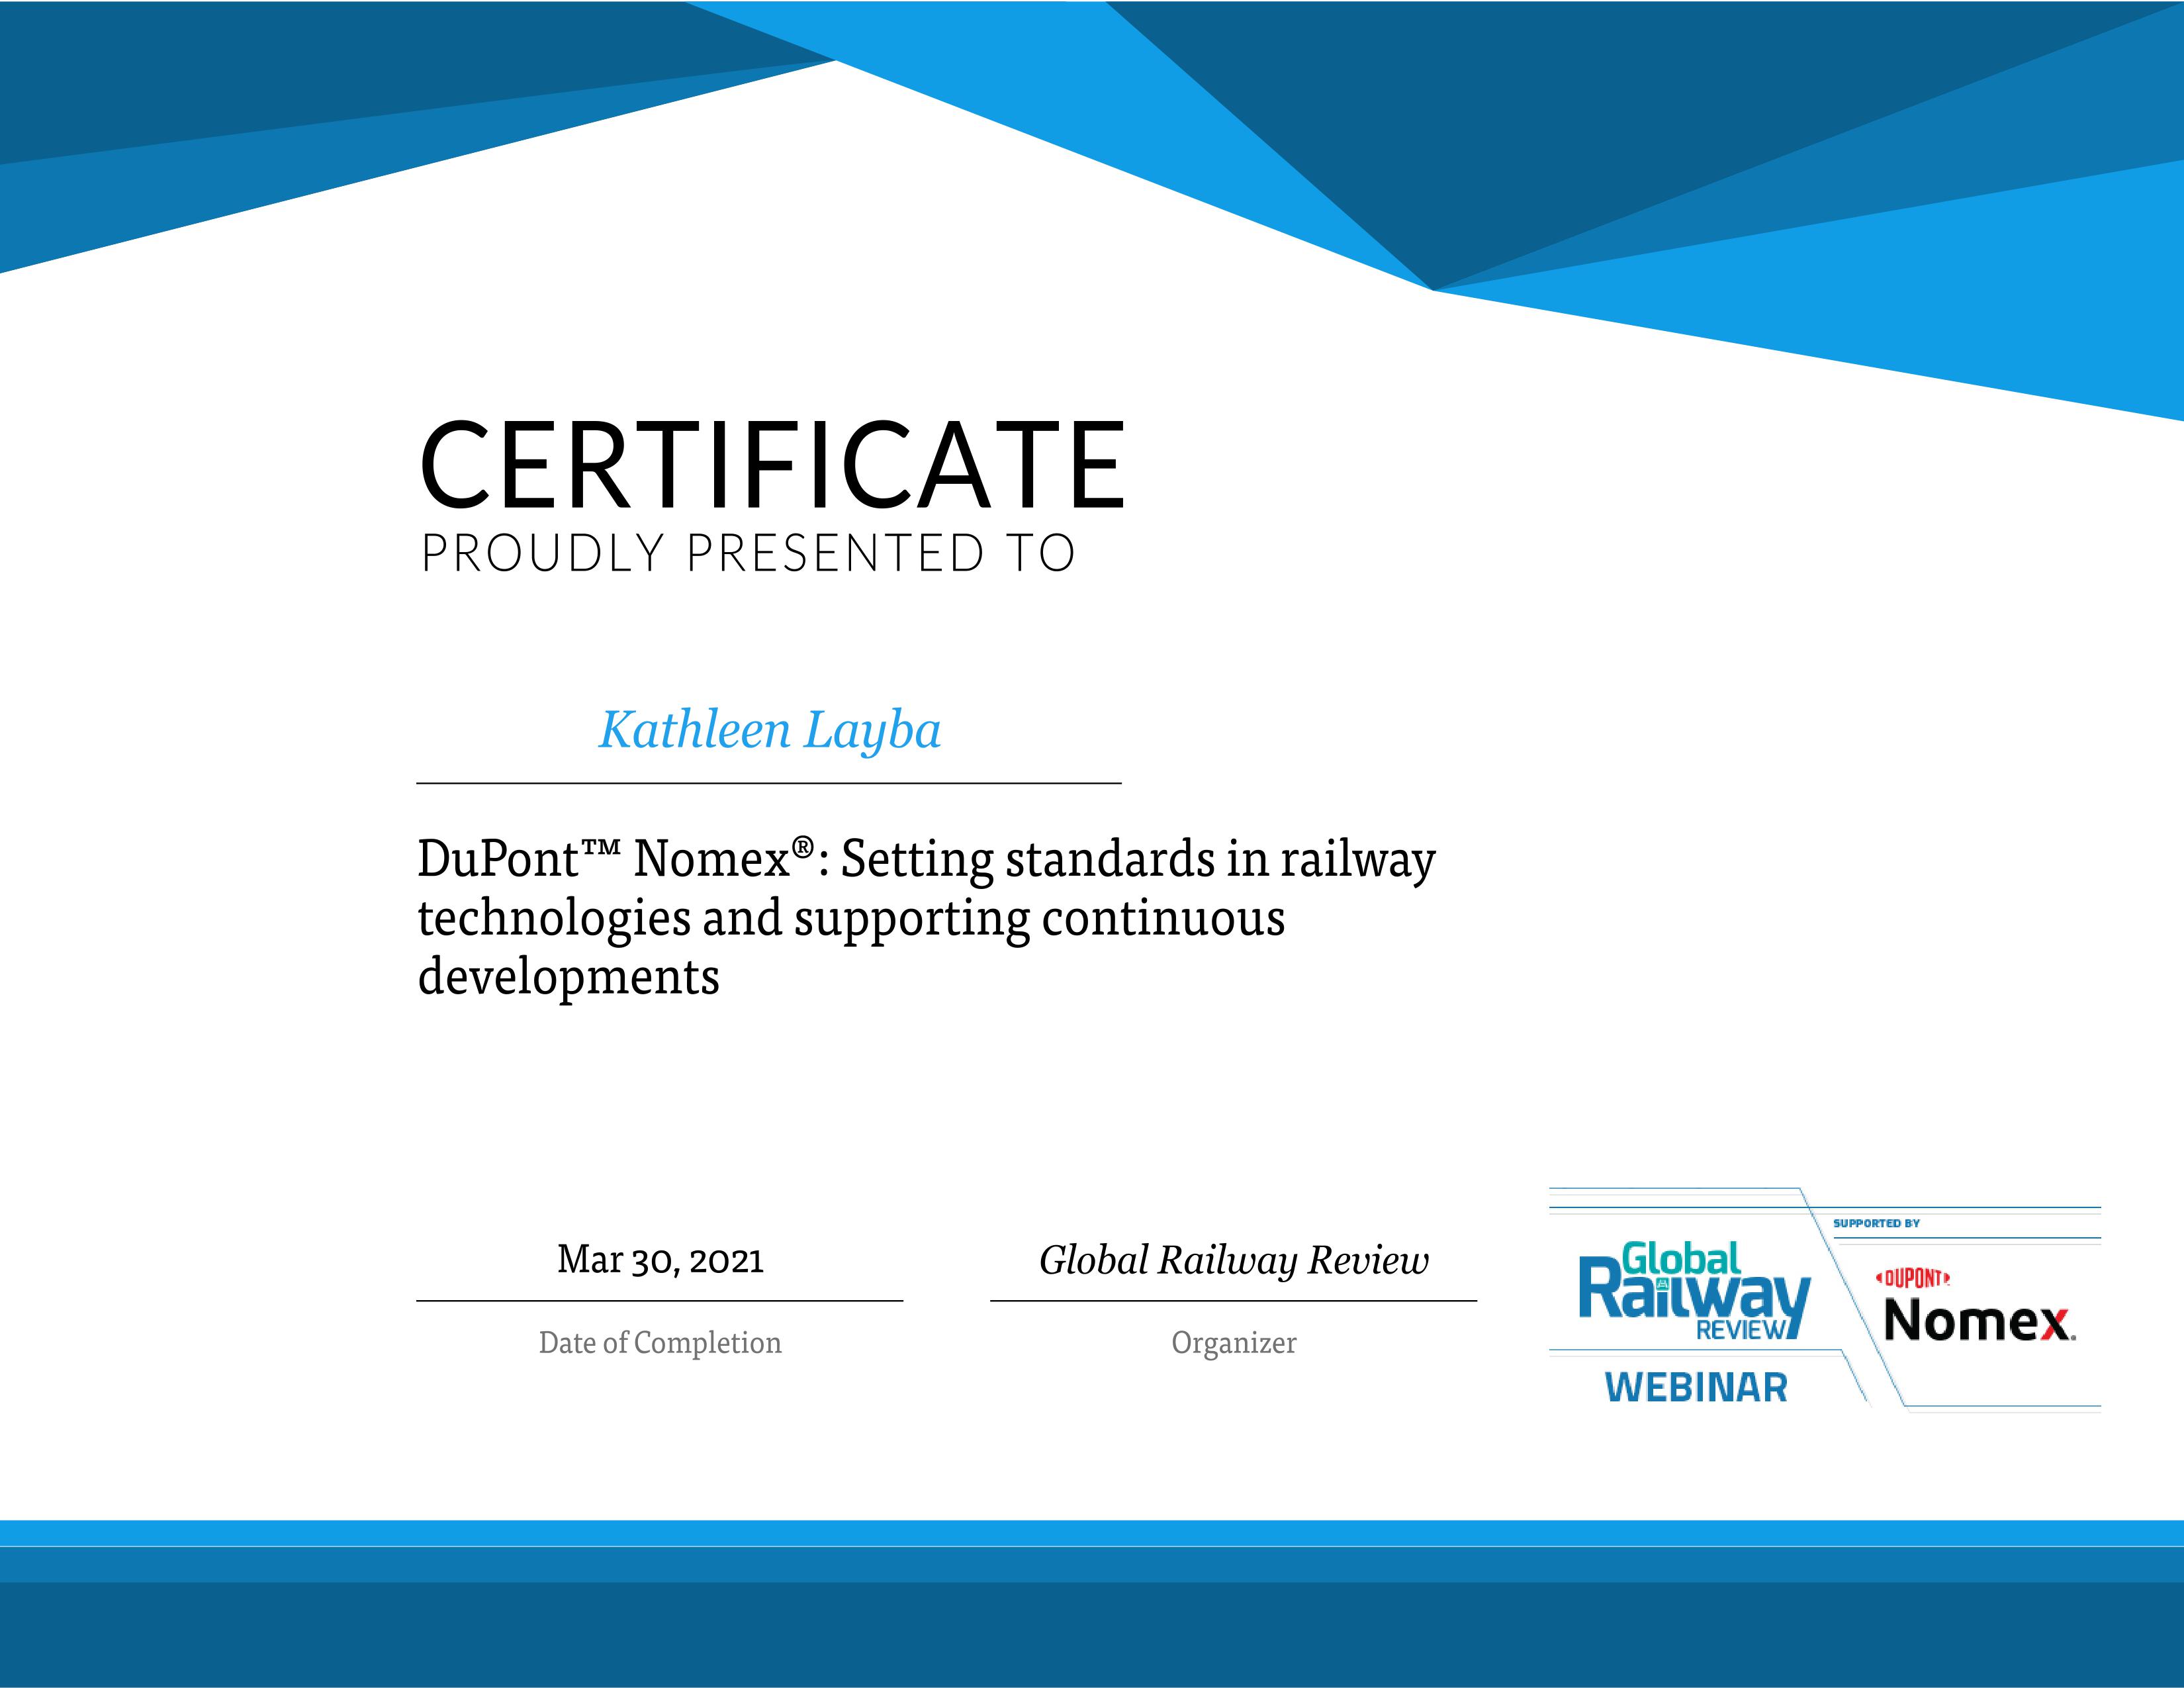 CERTIFICATE
PROUDLY PRESENTED TO
Kathleen Layba
DuPont™ Nomex®: Setting standards in railway
technologies and supporting continuous
developments
Mar 30, 2021
Date of Completion
Global Railway Review
Organizer
Global
Railway
REVIEW
WEBINAR
SUPPORTED BY
DUPONT
Nomex®